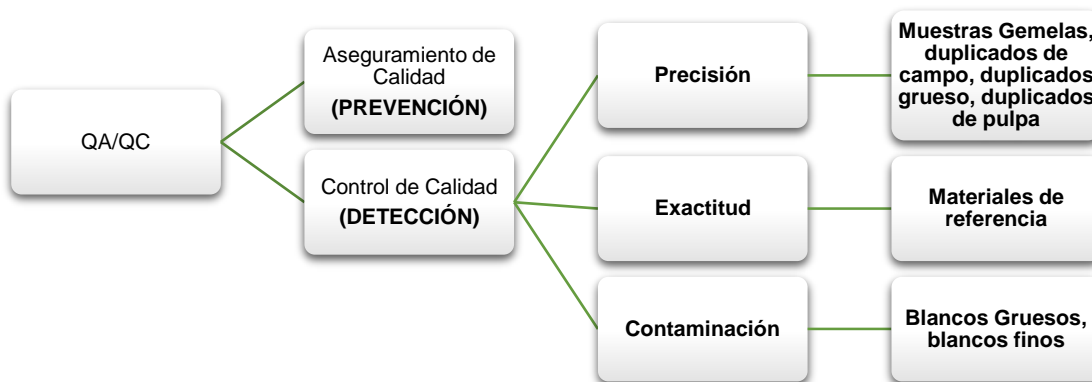 QA/QC
Aseguramiento de
Calidad
(PREVENCIÓN)
Control de Calidad
(DETECCIÓN)
Precisión
Exactitud
Contaminación
Muestras Gemelas,
duplicados de
campo, duplicados
grueso, duplicados
de pulpa
Materiales de
referencia
Blancos Gruesos,
blancos finos